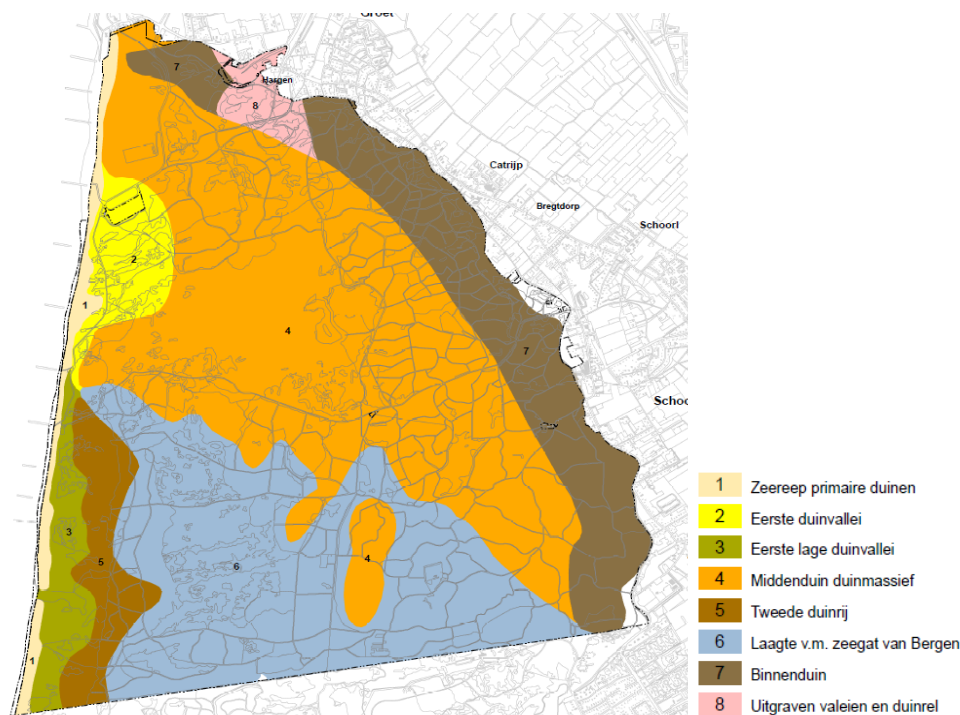 Groet
7
Hargen
8
Catrijp
Bregtdorp
Schoorl
2
1
4
7
Schoo
3
5
6
4
1
1 Zeereep primaire duinen
2 Eerste duinvallei
3 Eerste lage duinvallei
4 Middenduin duinmassief
5 Tweede duinrij
6 Laagte v.m. zeegat van Bergen
7 Binnenduin
8 Uitgraven valeien en duinrel